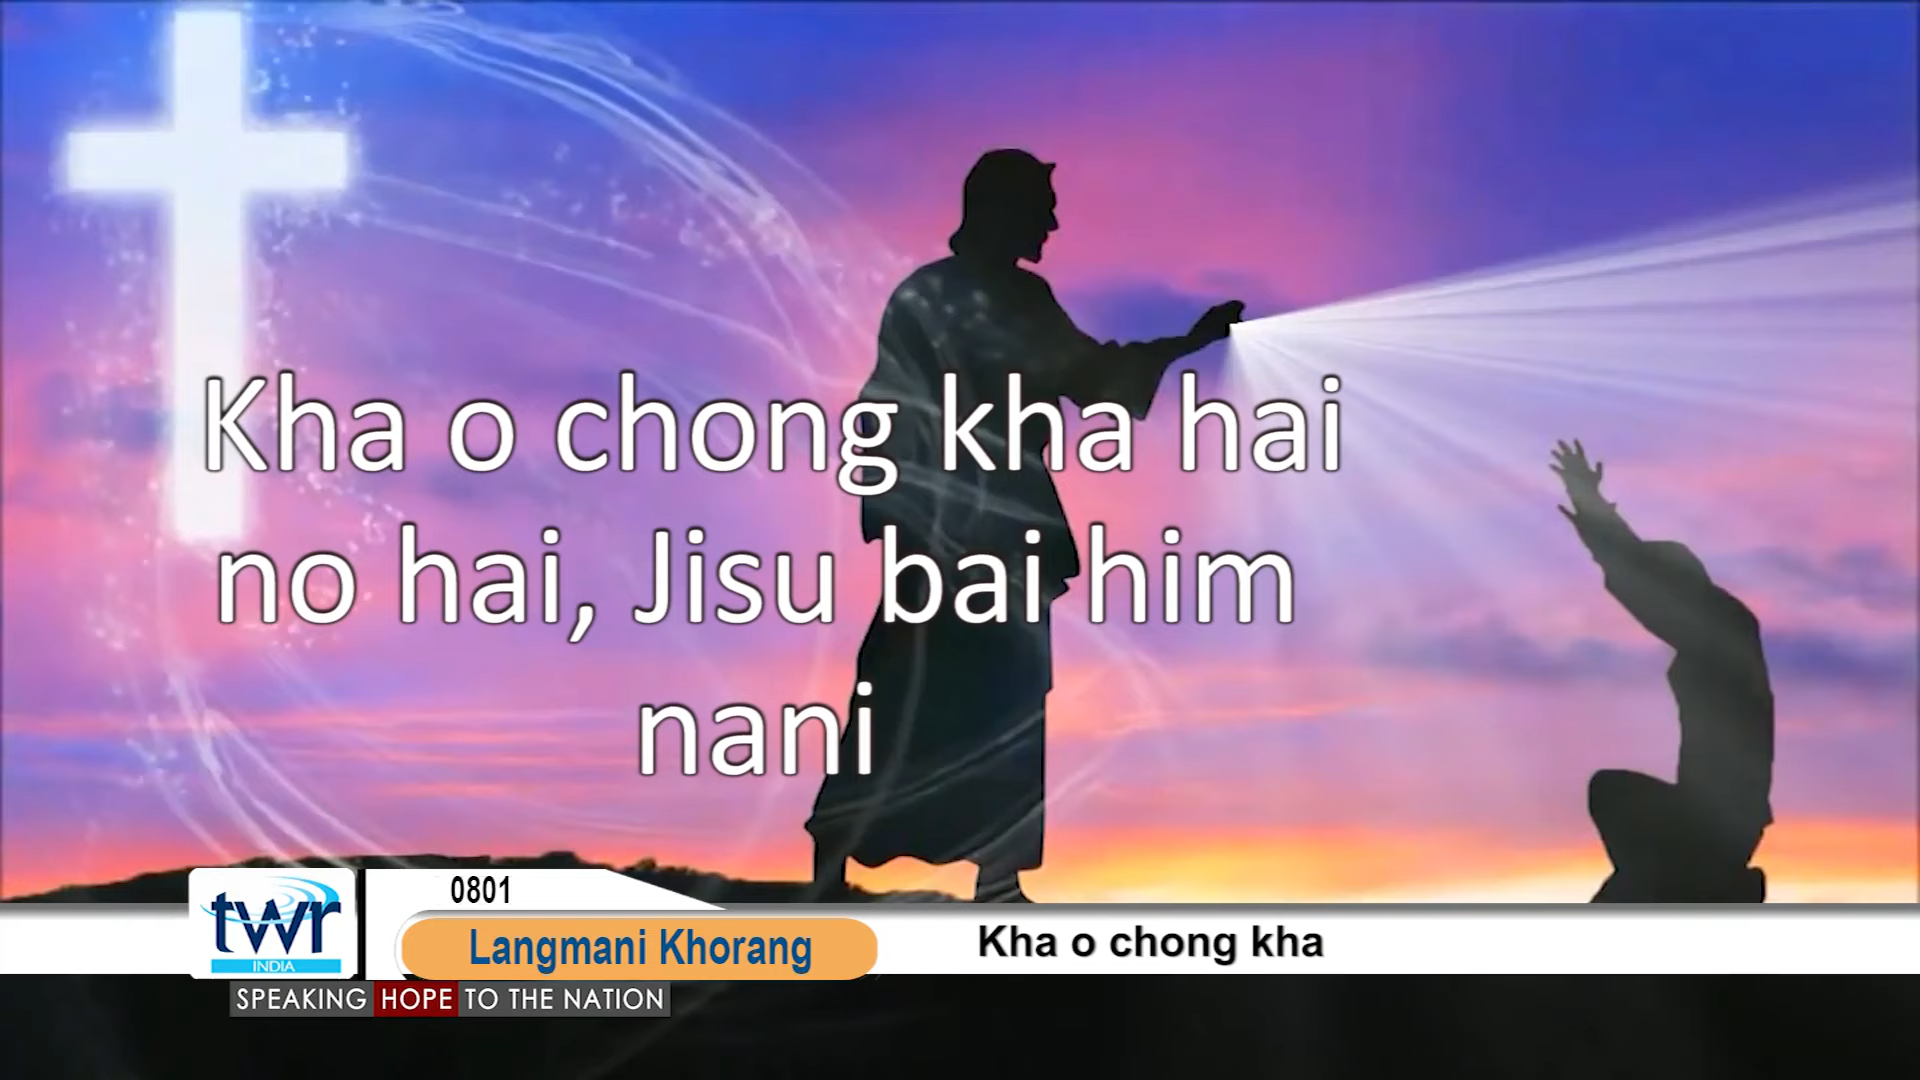 Kha o chong kha hai
no hai, Jisu bai him
nani
twr
INDIA
0801
Langmani Khorang
Kha o chong kha
SPEAKING HOPE TO THE NATION